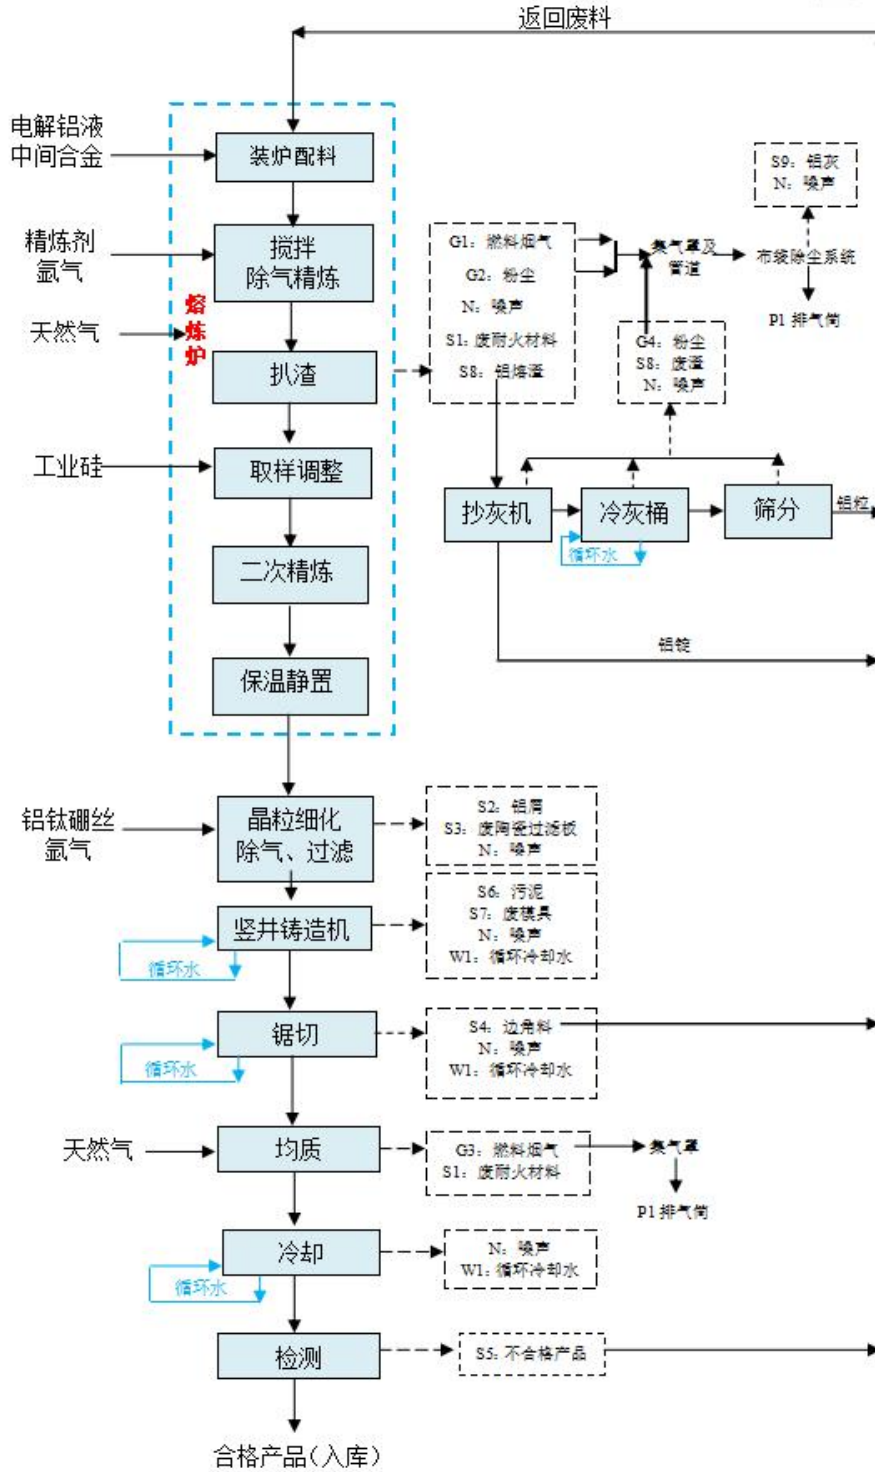 返回废料
电解铝液
中间合金
装炉配料
S9：铝灰
N：噪声
精炼剂
氩气
搅拌
除气精炼
G1：燃料烟气
G2：粉尘
N：噪声
S1：废耐火材料
S8：铝熔渣
集气罩及
管道
布袋除尘系统
P1 排气筒
天然气
熔
炼
炉
扒渣
G4：粉尘
S8：废渣
N：噪声
工业硅
取样调整
抄灰机
冷灰桶
筛分
铝粒
循环水
二次精炼
铝锭
保温静置
铝钛硼丝
氩气
晶粒细化
除气、过滤
S2：铝屑
S3：废陶瓷过滤板
N：噪声
竖井铸造机
循环水
S6：污泥
S7：废模具
N：噪声
W1：循环冷却水
锯切
循环水
S4：边角料
N：噪声
W1：循环冷却水
天然气
均质
G3：燃料烟气
S1：废耐火材料
集气罩
P1 排气筒
冷却
循环水
N：噪声
W1：循环冷却水
检测
S5：不合格产品
合格产品（入库）